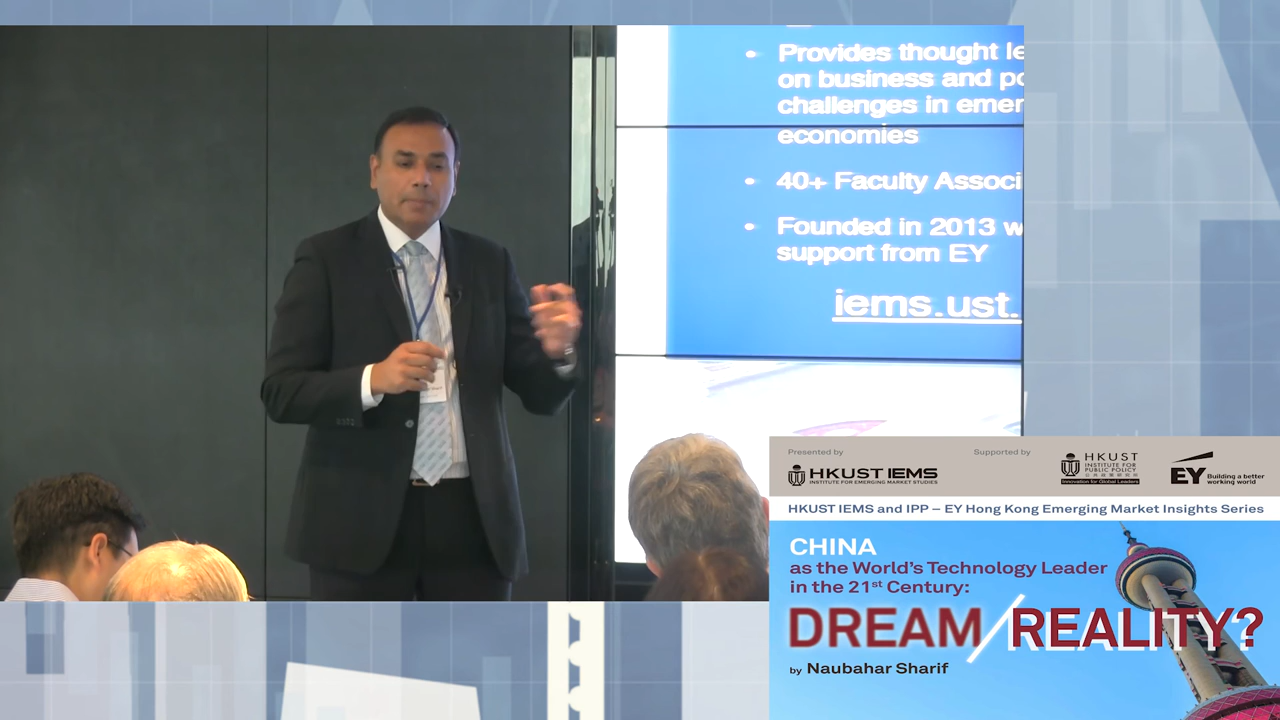 Provides thought le
on business and po
challenges in emer
economies
40+ Faculty Associ
Founded in 2013 w
support from EY
iems.ust.
Presented by
Supported by
HKUST IEMS
INSTITUTE FOR EMERGING MARKET STUDIES
HKUST
INSTITUTE FOR
PUBLIC POLICY
Innovation for Global Leaders
EY
Building a better
working world
HKUST IEMS and IPP – EY Hong Kong Emerging Market Insights Series
CHINA
as the World's Technology Leader
in the 21st Century:
DREAM/REALITY?
by Naubahar Sharif